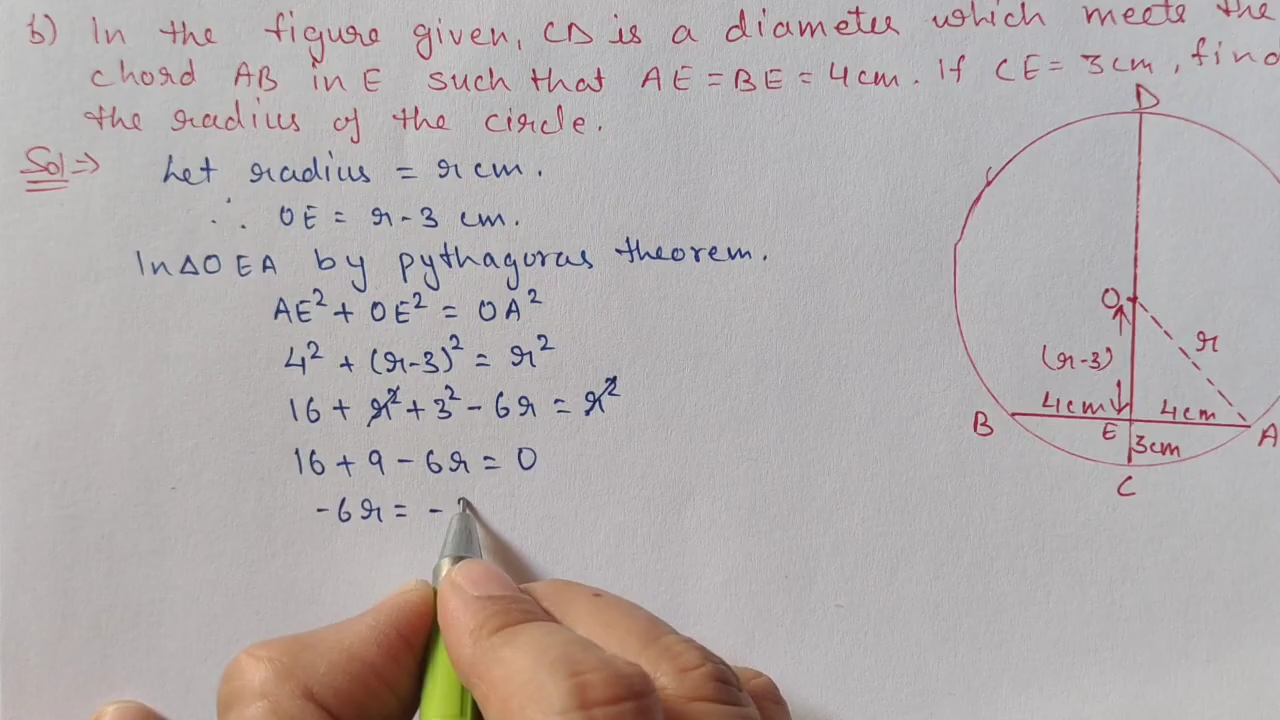 b) In the figure given, CD is a diameter which meets the
chord AB in E such that AE = BE = 4cm. If CE = 3cm, find
the radius of the circle.
Sol ⇒ Let radius = r cm.
∴ OE = r - 3 cm.
In △OEA by pythagoras theorem.
AE² + OE² = OA²
4² + (r-3)² = r²
16 + r² + 3² - 6r = r²
16 + 9 - 6r = 0
-6r = -
D
O
r
(r-3)
4cm 4cm
B E A
3cm
C